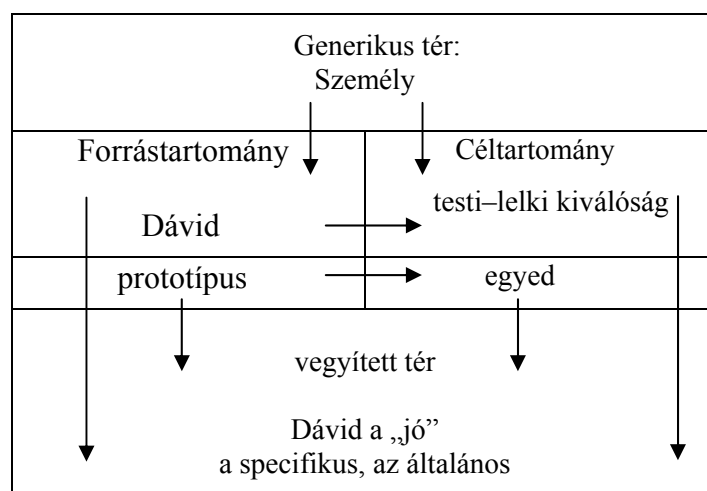 Generikus tér:
Személy
Forrástartomány
Céltartomány
testi–lelki kiválóság
Dávid
prototípus
egyed
vegyített tér
Dávid a „jó”
a specifikus, az általános